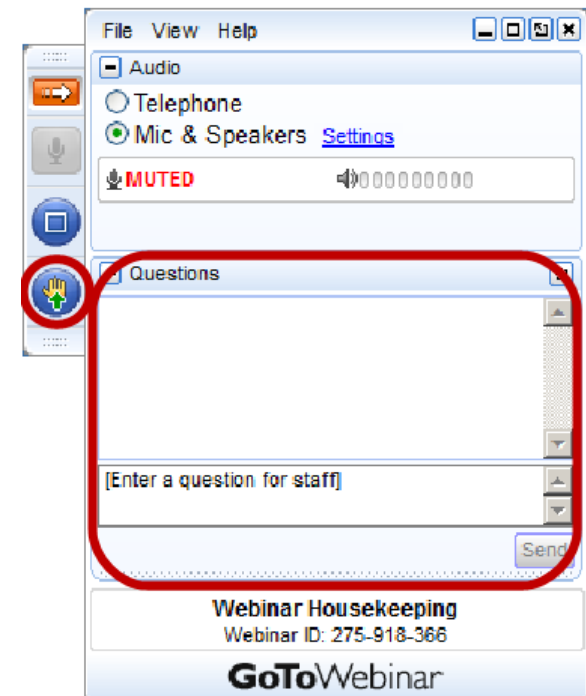 File View Help
Audio
Telephone
Mic & Speakers Settings
MUTED 000000000
Questions
[Enter a question for staff]
Send
Webinar Housekeeping
Webinar ID: 275-918-366
GoToWebinar